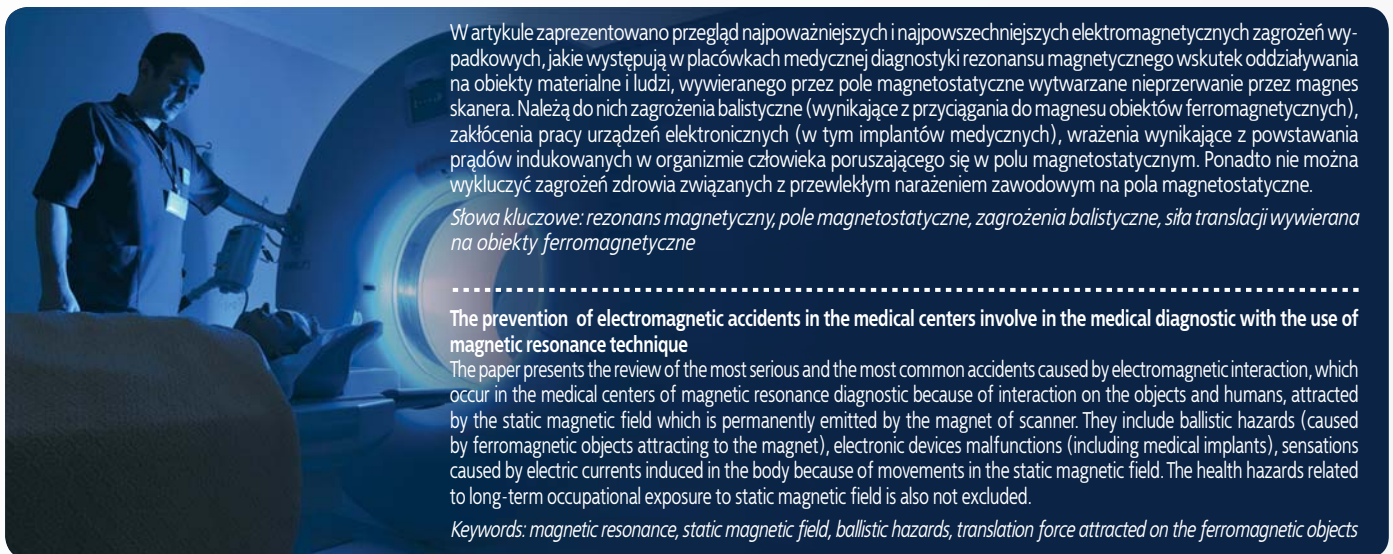 W artykule zaprezentowano przegląd najpoważniejszych i najpowszechniejszych elektromagnetycznych zagrożeń wy-
padkowych, jakie występują w placówkach medycznej diagnostyki rezonansu magnetycznego wskutek oddziaływania
na obiekty materialne i ludzi, wywieranego przez pole magnetostatyczne wytwarzane nieprzerwanie przez magnes
skanera. Należą do nich zagrożenia balistyczne (wynikające z przyciągania do magnesu obiektów ferromagnetycznych),
zakłócenia pracy urządzeń elektronicznych (w tym implantów medycznych), wrażenia wynikające z powstawania
prądów indukowanych w organizmie człowieka poruszającego się w polu magnetostatycznym. Ponadto nie można
wykluczyć zagrożeń zdrowia związanych z przewlekłym narażeniem zawodowym na pola magnetostatyczne.
Słowa kluczowe: rezonans magnetyczny, pole magnetostatyczne, zagrożenia balistyczne, siła translacji wywierana
na obiekty ferromagnetyczne
The prevention of electromagnetic accidents in the medical centers involve in the medical diagnostic with the use of
magnetic resonance technique
The paper presents the review of the most serious and the most common accidents caused by electromagnetic interaction, which
occur in the medical centers of magnetic resonance diagnostic because of interaction on the objects and humans, attracted
by the static magnetic field which is permanently emitted by the magnet of scanner. They include ballistic hazards (caused
by ferromagnetic objects attracting to the magnet), electronic devices malfunctions (including medical implants), sensations
caused by electric currents induced in the body because of movements in the static magnetic field. The health hazards related
to long-term occupational exposure to static magnetic field is also not excluded.
Keywords: magnetic resonance, static magnetic field, ballistic hazards, translation force attracted on the ferromagnetic objects